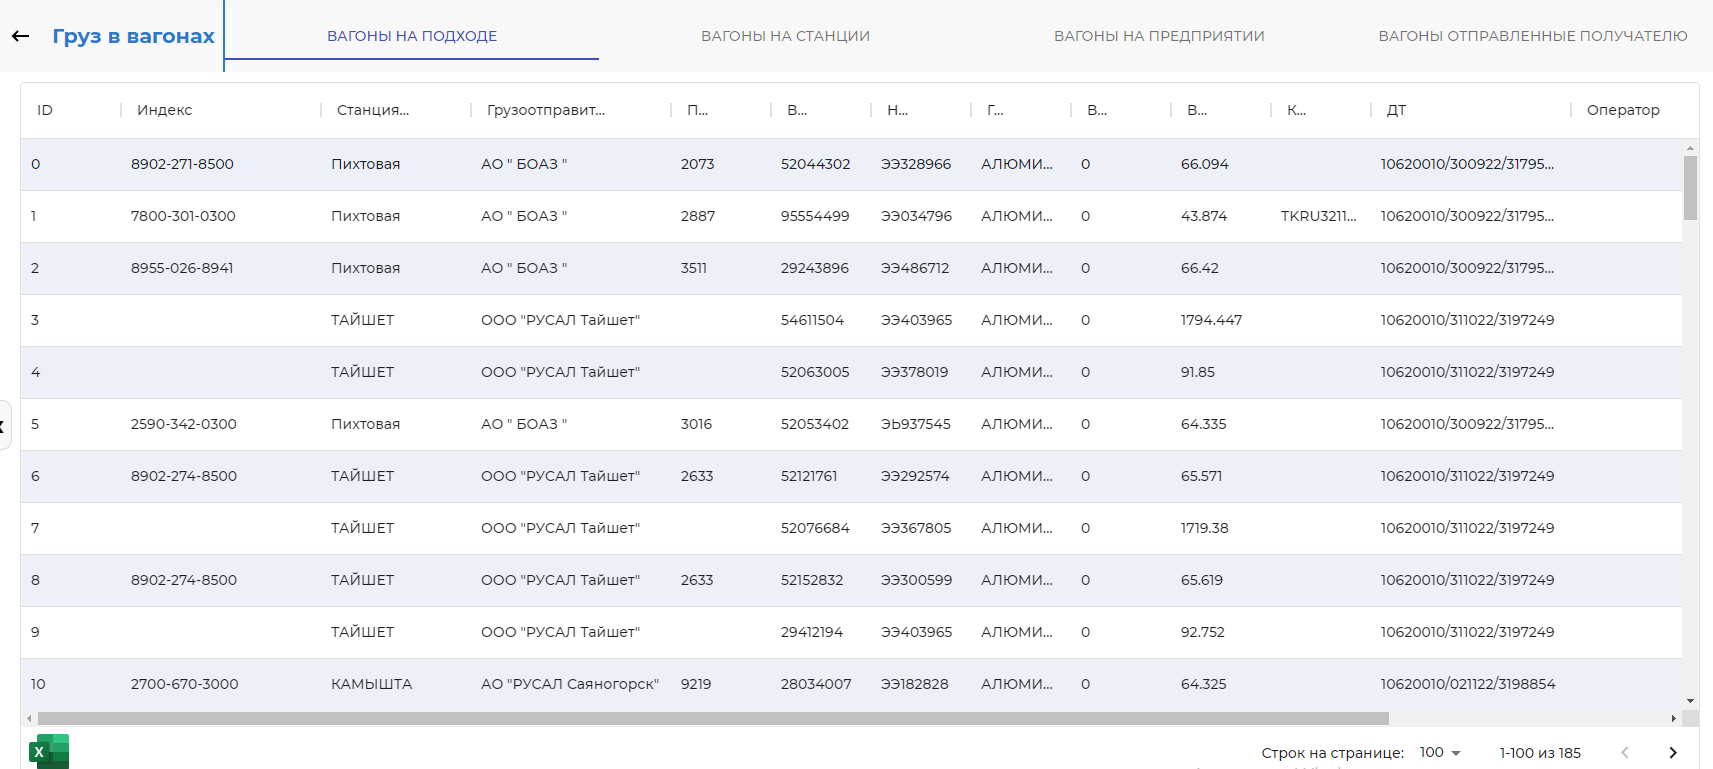 Груз в вагонах ВАГОНЫ НА ПОДХОДЕ ВАГОНЫ НА СТАНЦИИ ВАГОНЫ НА ПРЕДПРИЯТИИ ВАГОНЫ ОТПРАВЛЕННЫЕ ПОЛУЧАТЕЛЮ
ID Индекс Станция... Грузоотправит... П... В... Н... Г... В... В... К... ДТ Оператор
0 8902-271-8500 Пихтовая АО " БОАЗ " 2073 52044302 ЭЭ328966 АЛЮМИ... 0 66.094 10620010/300922/31795...
1 7800-301-0300 Пихтовая АО " БОАЗ " 2887 95554499 ЭЭ034796 АЛЮМИ... 0 43.874 TKRU3211... 10620010/300922/31795...
2 8955-026-8941 Пихтовая АО " БОАЗ " 3511 29243896 ЭЭ486712 АЛЮМИ... 0 66.42 10620010/300922/31795...
3 ТАЙШЕТ ООО "РУСАЛ Тайшет" 54611504 ЭЭ403965 АЛЮМИ... 0 1794.447 10620010/311022/3197249
4 ТАЙШЕТ ООО "РУСАЛ Тайшет" 52063005 ЭЭ378019 АЛЮМИ... 0 91.85 10620010/311022/3197249
5 2590-342-0300 Пихтовая АО " БОАЗ " 3016 52053402 ЭЬ937545 АЛЮМИ... 0 64.335 10620010/300922/31795...
6 8902-274-8500 ТАЙШЕТ ООО "РУСАЛ Тайшет" 2633 52121761 ЭЭ292574 АЛЮМИ... 0 65.571 10620010/311022/3197249
7 ТАЙШЕТ ООО "РУСАЛ Тайшет" 52076684 ЭЭ367805 АЛЮМИ... 0 1719.38 10620010/311022/3197249
8 8902-274-8500 ТАЙШЕТ ООО "РУСАЛ Тайшет" 2633 52152832 ЭЭ300599 АЛЮМИ... 0 65.619 10620010/311022/3197249
9 ТАЙШЕТ ООО "РУСАЛ Тайшет" 29412194 ЭЭ403965 АЛЮМИ... 0 92.752 10620010/311022/3197249
10 2700-670-3000 КАМЫШТА АО "РУСАЛ Саяногорск" 9219 28034007 ЭЭ182828 АЛЮМИ... 0 64.325 10620010/021122/3198854
X Строк на странице: 100 1-100 из 185